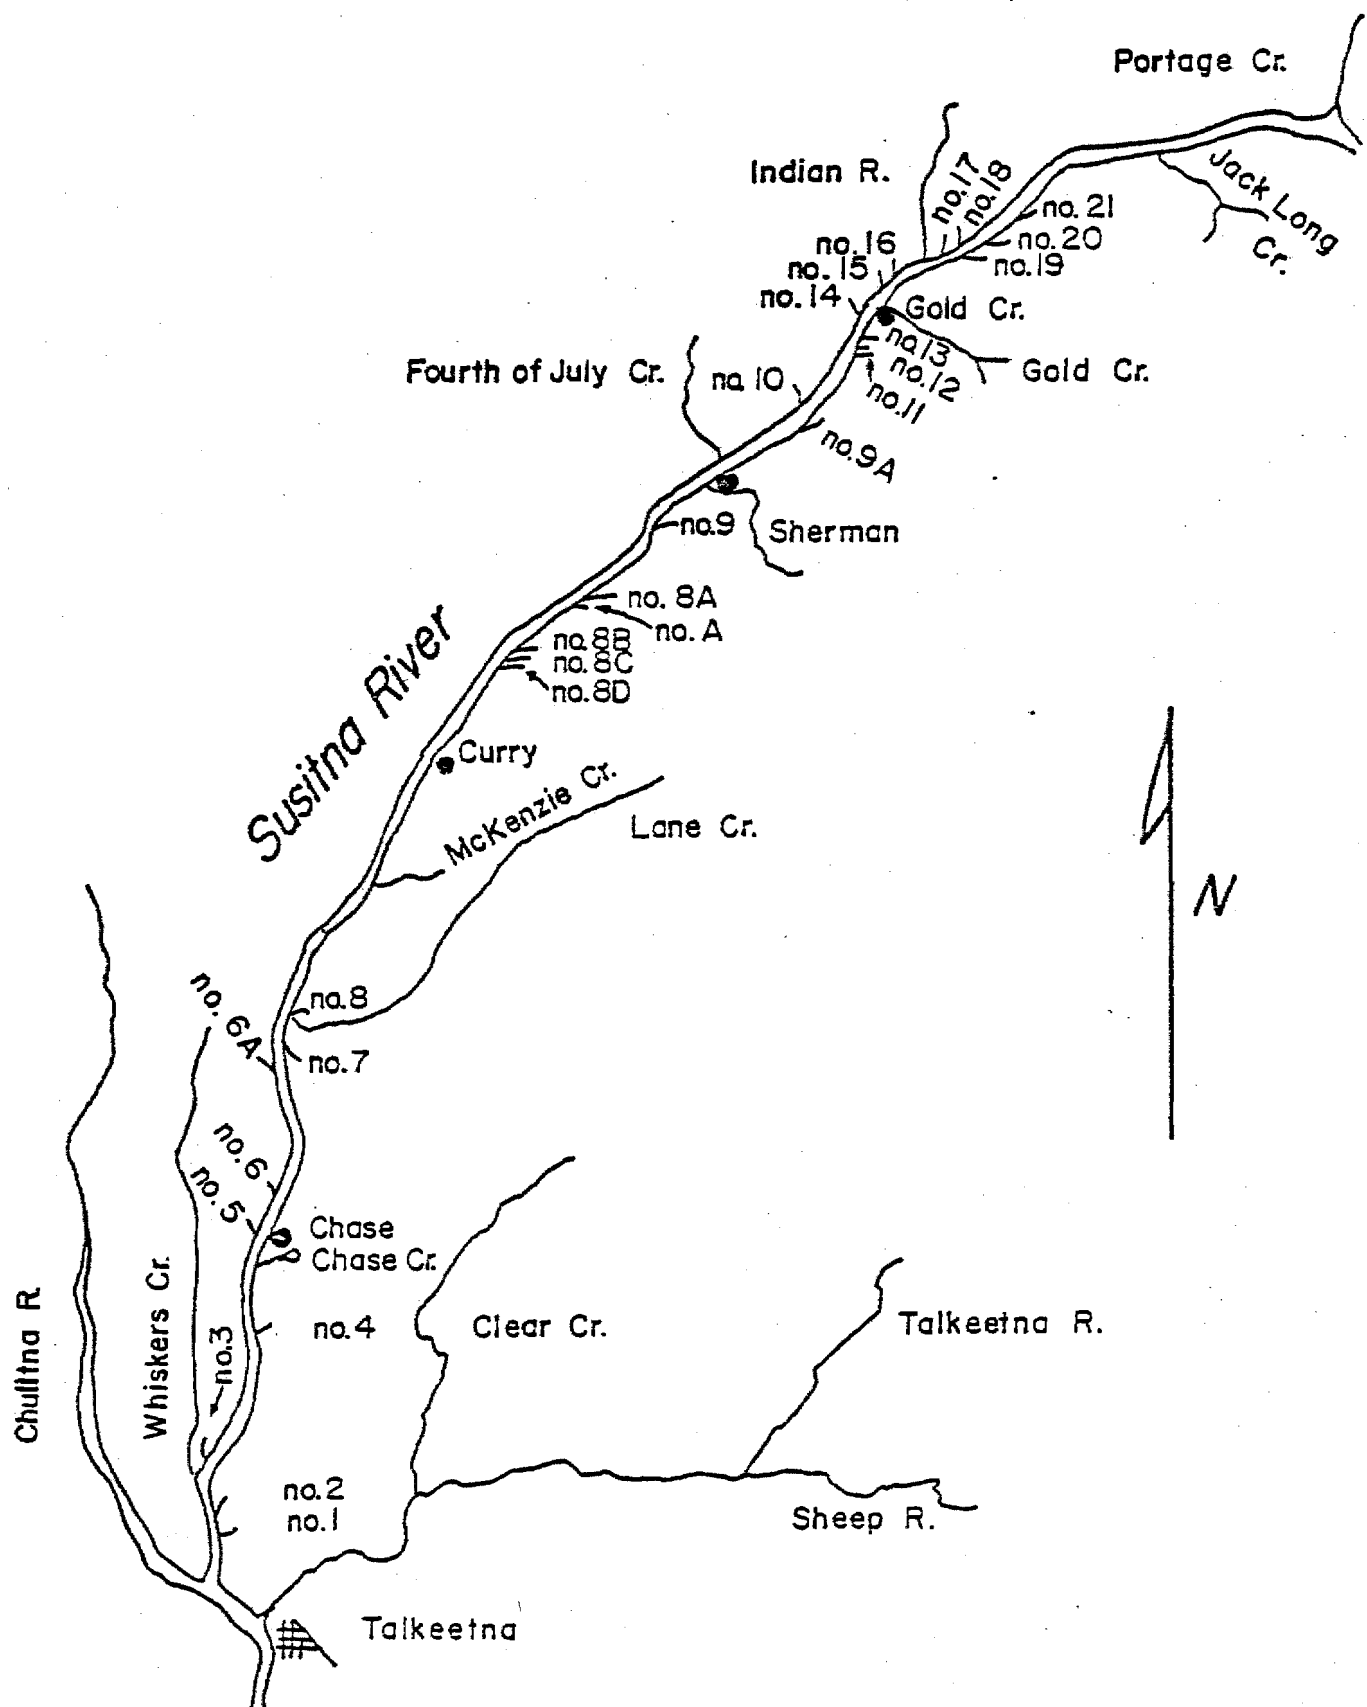 Portage Cr.
Jack Long
Cr.
Indian R.
no.17
no.18
no.21
no.20
no.19
no.16
no.15
no.14
Gold Cr.
no.13
no.12
no.11
Gold Cr.
Fourth of July Cr.
no.10
no.9A
no.9
Sherman
no. 8A
no. A
no.8B
no.8C
no.8D
Susitna River
Curry
McKenzie Cr.
Lane Cr.
N
no. 6A
no.8
no.7
no.6
no.5
Chase
Chase Cr.
Chulitna R.
Whiskers Cr.
no.3
no.4
Clear Cr.
Talkeetna R.
no.2
no.1
Sheep R.
Talkeetna